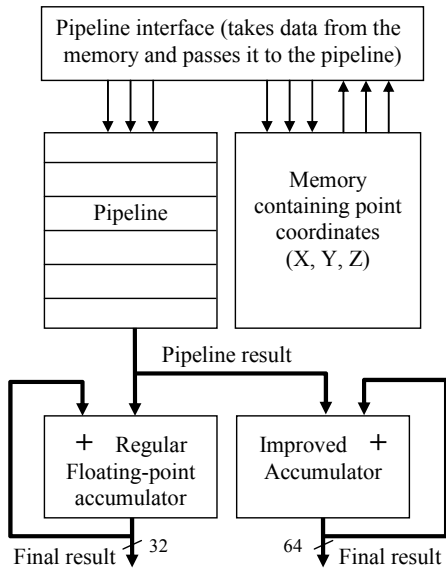 Pipeline interface (takes data from the
memory and passes it to the pipeline)
Pipeline
Memory
containing point
coordinates
(X, Y, Z)
Pipeline result
+ Regular
Floating-point
accumulator
Improved +
Accumulator
Final result
32
64
Final result